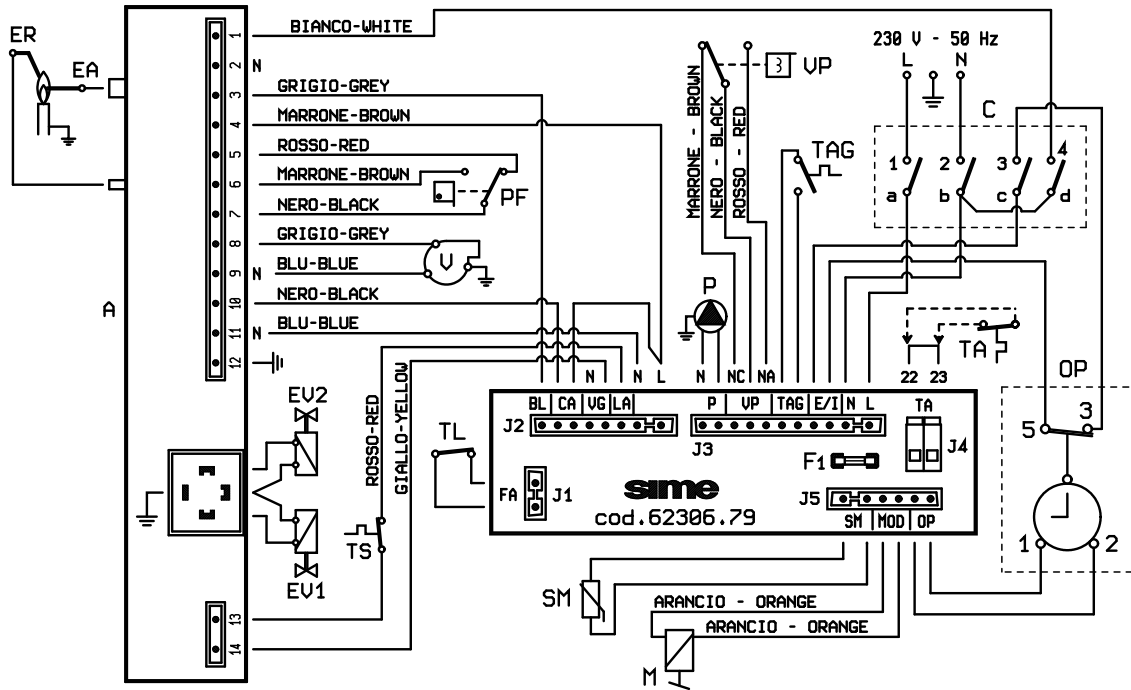 ER
EA
A
1
2 N
3
4
5
6
7
8
9 N
10
11 N
12
13
14
BIANCO-WHITE
GRIGIO-GREY
MARRONE-BROWN
ROSSO-RED
MARRONE-BROWN
NERO-BLACK
GRIGIO-GREY
BLU-BLUE
NERO-BLACK
BLU-BLUE
PF
V
EV2
EV1
ROSSO-RED
GIALLO-YELLOW
TS
TL
MARRONE - BROWN
NERO - BLACK
ROSSO - RED
VP
TAG
P
230 V - 50 Hz
L N
C
1 2 3 4
a b c d
TA
22 23
OP
5 3
1 2
N N L N NC NA
BL CA VG LA P VP TAG E/I N L TA
J2 J3 J4
F1
FA J1
sime
cod.62306.79
J5
SM MOD OP
SM
ARANCIO - ORANGE
ARANCIO - ORANGE
M